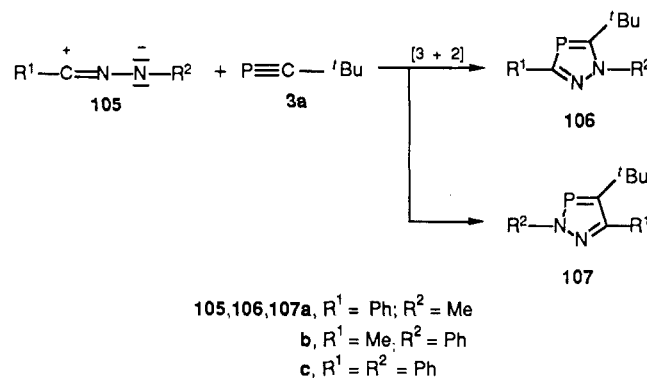 R¹—C⁺=N—N̲⁻—R² + P≡C—ᵗBu [3 + 2]
105 3a
P ᵗBu
R¹ N N—R²
106
P ᵗBu
R²—N N R¹
107
105,106,107a, R¹ = Ph; R² = Me
b, R¹ = Me; R² = Ph
c, R¹ = R² = Ph